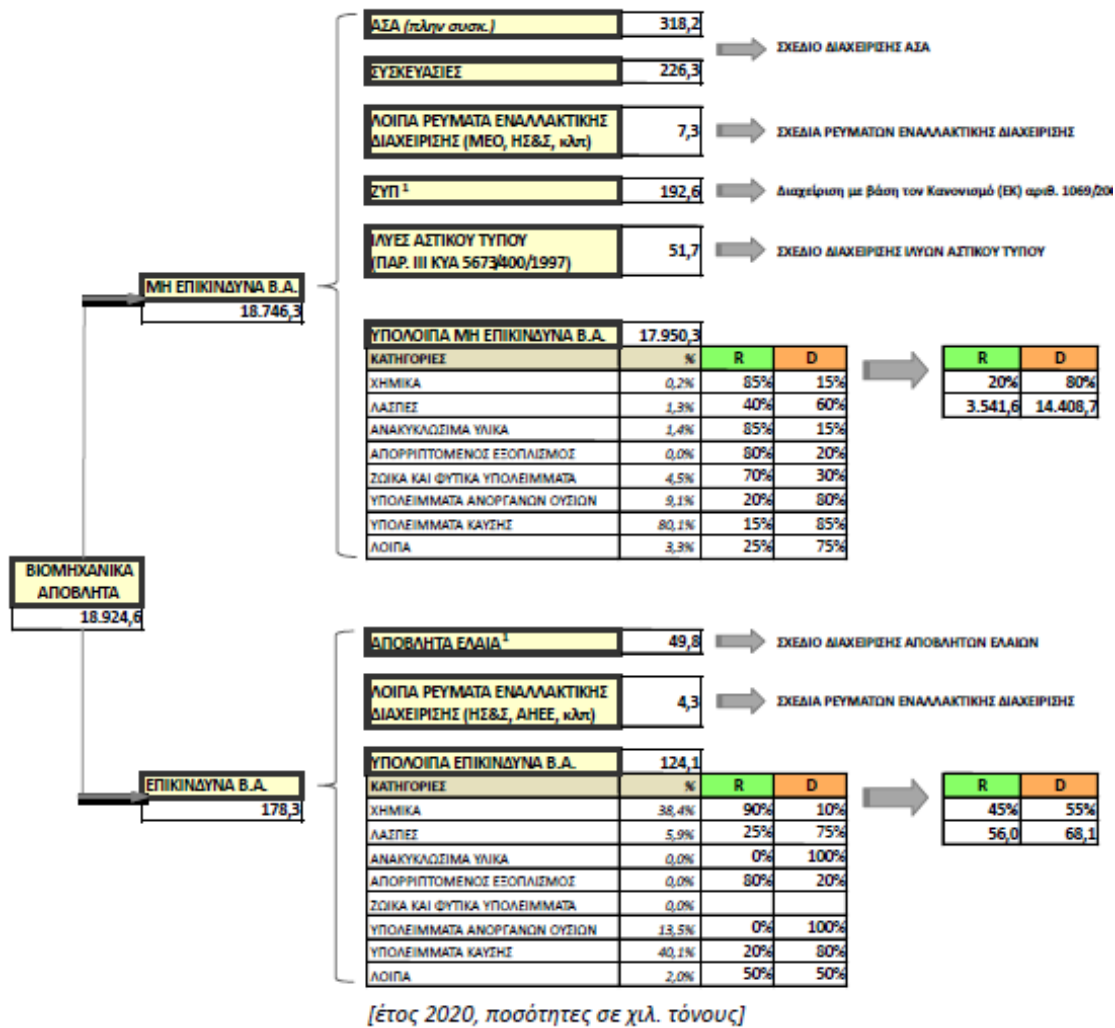 ΑΣΑ (πλην συσκ.) 318,2
ΣΧΕΔΙΟ ΔΙΑΧΕΙΡΙΣΗΣ ΑΣΑ
ΣΥΣΚΕΥΑΣΙΕΣ 226,3
ΛΟΙΠΑ ΡΕΥΜΑΤΑ ΕΝΑΛΛΑΚΤΙΚΗΣ
ΔΙΑΧΕΙΡΙΣΗΣ (ΜΕΟ, ΗΣ&Σ, κλπ) 7,3
ΣΧΕΔΙΑ ΡΕΥΜΑΤΩΝ ΕΝΑΛΛΑΚΤΙΚΗΣ ΔΙΑΧΕΙΡΙΣΗΣ
ΖΥΠ 1 192,6
Διαχείριση με βάση τον Κανονισμό (ΕΚ) αριθ. 1069/200
ΙΛΥΕΣ ΑΣΤΙΚΟΥ ΤΥΠΟΥ
(ΠΑΡ. ΙΙΙ ΚΥΑ 5673/400/1997) 51,7
ΣΧΕΔΙΟ ΔΙΑΧΕΙΡΙΣΗΣ ΙΛΥΩΝ ΑΣΤΙΚΟΥ ΤΥΠΟΥ
ΜΗ ΕΠΙΚΙΝΔΥΝΑ Β.Α.
18.746,3
ΥΠΟΛΟΙΠΑ ΜΗ ΕΠΙΚΙΝΔΥΝΑ Β.Α. 17.950,3
ΚΑΤΗΓΟΡΙΕΣ % R D
ΧΗΜΙΚΑ 0,2% 85% 15%
ΛΑΣΠΕΣ 1,3% 40% 60%
ΑΝΑΚΥΚΛΩΣΙΜΑ ΥΛΙΚΑ 1,4% 85% 15%
ΑΠΟΡΡΙΠΤΟΜΕΝΟΣ ΕΞΟΠΛΙΣΜΟΣ 0,0% 80% 20%
ΖΩΙΚΑ ΚΑΙ ΦΥΤΙΚΑ ΥΠΟΛΕΙΜΜΑΤΑ 4,5% 70% 30%
ΥΠΟΛΕΙΜΜΑΤΑ ΑΝΟΡΓΑΝΩΝ ΟΥΣΙΩΝ 9,1% 20% 80%
ΥΠΟΛΕΙΜΜΑΤΑ ΚΑΥΣΗΣ 80,1% 15% 85%
ΛΟΙΠΑ 3,3% 25% 75%
R D
20% 80%
3.541,6 14.408,7
ΒΙΟΜΗΧΑΝΙΚΑ
ΑΠΟΒΛΗΤΑ
18.924,6
ΑΠΟΒΛΗΤΑ ΕΛΑΙΑ 1 49,8
ΣΧΕΔΙΟ ΔΙΑΧΕΙΡΙΣΗΣ ΑΠΟΒΛΗΤΩΝ ΕΛΑΙΩΝ
ΛΟΙΠΑ ΡΕΥΜΑΤΑ ΕΝΑΛΛΑΚΤΙΚΗΣ
ΔΙΑΧΕΙΡΙΣΗΣ (ΗΣ&Σ, ΑΗΕΕ, κλπ) 4,3
ΣΧΕΔΙΑ ΡΕΥΜΑΤΩΝ ΕΝΑΛΛΑΚΤΙΚΗΣ ΔΙΑΧΕΙΡΙΣΗΣ
ΕΠΙΚΙΝΔΥΝΑ Β.Α.
178,3
ΥΠΟΛΟΙΠΑ ΕΠΙΚΙΝΔΥΝΑ Β.Α. 124,1
ΚΑΤΗΓΟΡΙΕΣ % R D
ΧΗΜΙΚΑ 38,4% 90% 10%
ΛΑΣΠΕΣ 5,9% 25% 75%
ΑΝΑΚΥΚΛΩΣΙΜΑ ΥΛΙΚΑ 0,0% 0% 100%
ΑΠΟΡΡΙΠΤΟΜΕΝΟΣ ΕΞΟΠΛΙΣΜΟΣ 0,0% 80% 20%
ΖΩΙΚΑ ΚΑΙ ΦΥΤΙΚΑ ΥΠΟΛΕΙΜΜΑΤΑ 0,0%
ΥΠΟΛΕΙΜΜΑΤΑ ΑΝΟΡΓΑΝΩΝ ΟΥΣΙΩΝ 13,5% 0% 100%
ΥΠΟΛΕΙΜΜΑΤΑ ΚΑΥΣΗΣ 40,1% 20% 80%
ΛΟΙΠΑ 2,0% 50% 50%
R D
45% 55%
56,0 68,1
[έτος 2020, ποσότητες σε χιλ. τόνους]